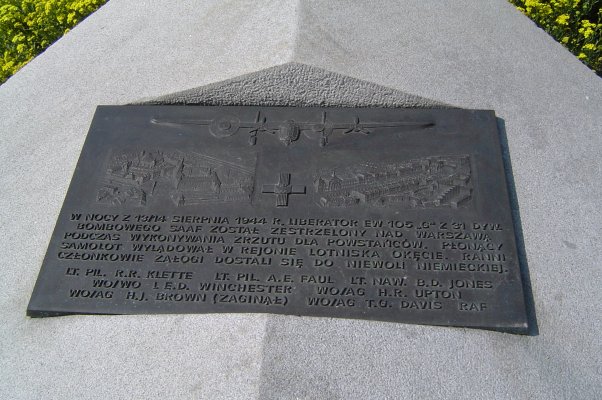 W NOCY Z 13/14 SIERPNIA 1944 R. LIBERATOR EW 105 „G” Z 31 DYW.
BOMBOWEGO SAAF ZOSTAŁ ZESTRZELONY NAD WARSZAWĄ
PODCZAS WYKONYWANIA ZRZUTU DLA POWSTAŃCÓW. PŁONĄCY
SAMOLOT WYLĄDOWAŁ W REJONIE LOTNISKA OKĘCIE. RANNI
CZŁONKOWIE ZAŁOGI DOSTALI SIĘ DO NIEWOLI NIEMIECKIEJ.
LT. PIL. R.R. KLETTE LT. PIL. A.E. FAUL LT. NAW. B.D. JONES
WO/WO L.E.D. WINCHESTER WO/AG H.R. UPTON
WO/AG H.J. BROWN (ZAGINĄŁ) WO/AG T.G. DAVIS RAF